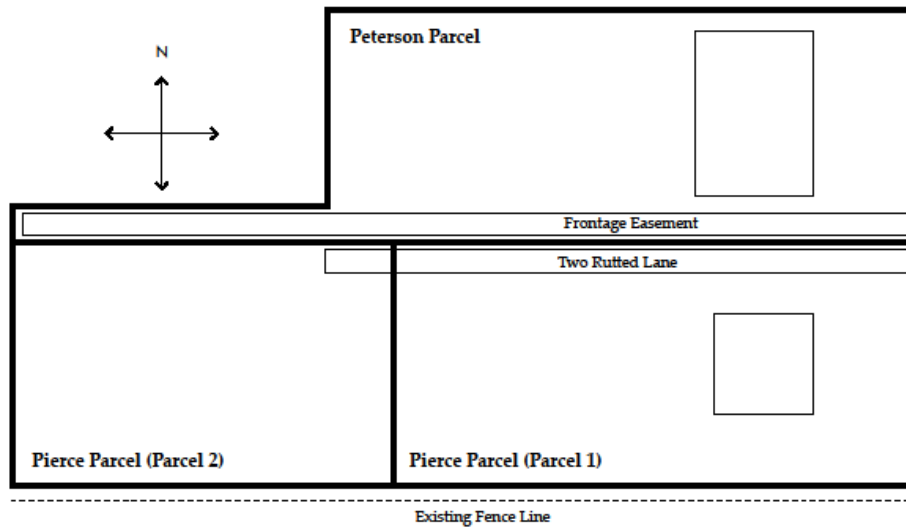 Peterson Parcel
N
Frontage Easement
Two Rutted Lane
Pierce Parcel (Parcel 2)
Pierce Parcel (Parcel 1)
Existing Fence Line